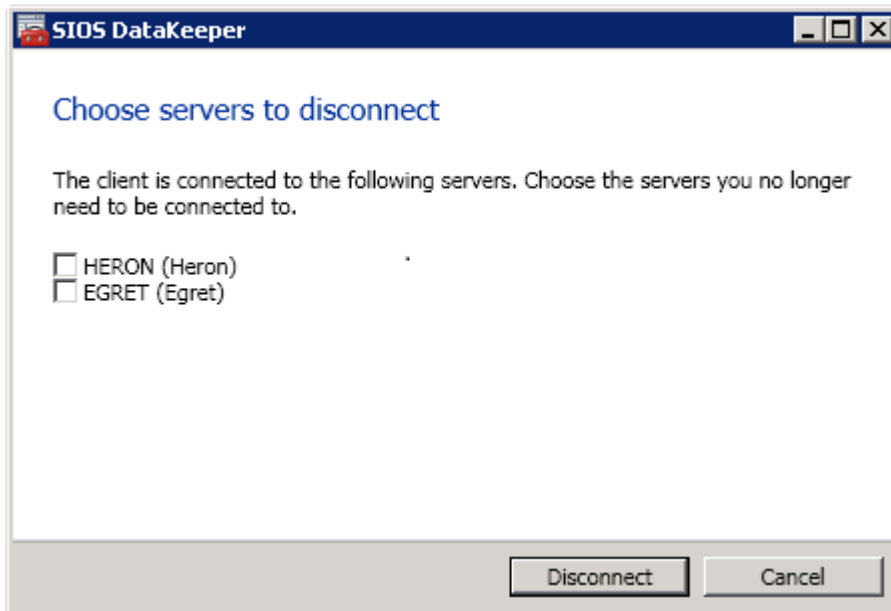 SIOS DataKeeper
Choose servers to disconnect
The client is connected to the following servers. Choose the servers you no longer
need to be connected to.
HERON (Heron)
EGRET (Egret)
Disconnect
Cancel